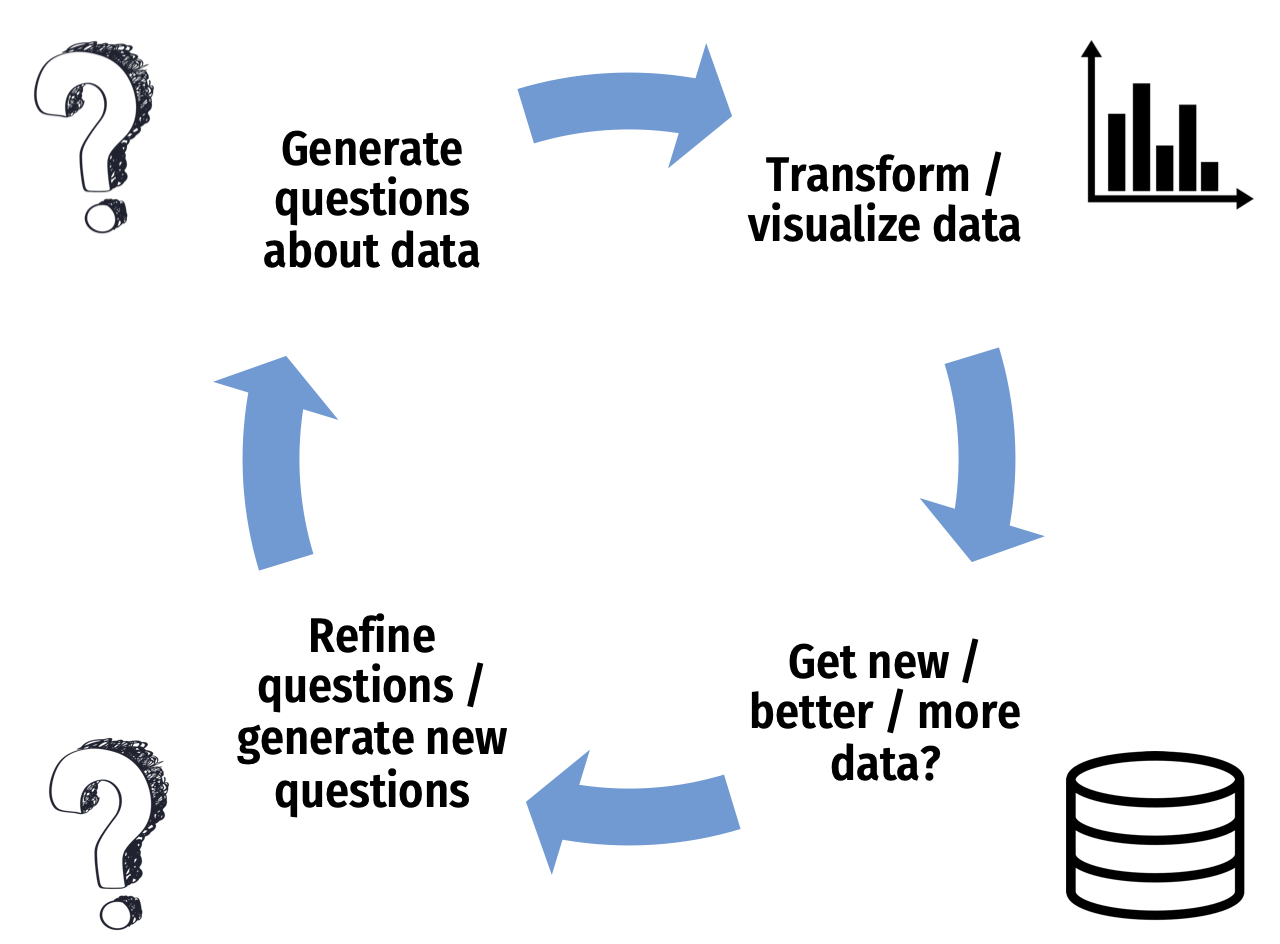 Generate
questions
about data
Transform /
visualize data
Get new /
better / more
data?
Refine
questions /
generate new
questions